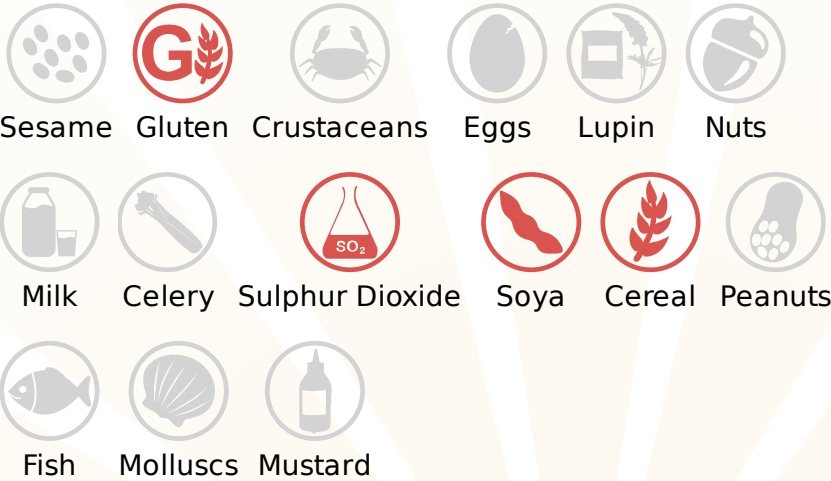 G
Sesame Gluten Crustaceans Eggs Lupin Nuts
SO₂
Milk Celery Sulphur Dioxide Soya Cereal Peanuts
Fish Molluscs Mustard